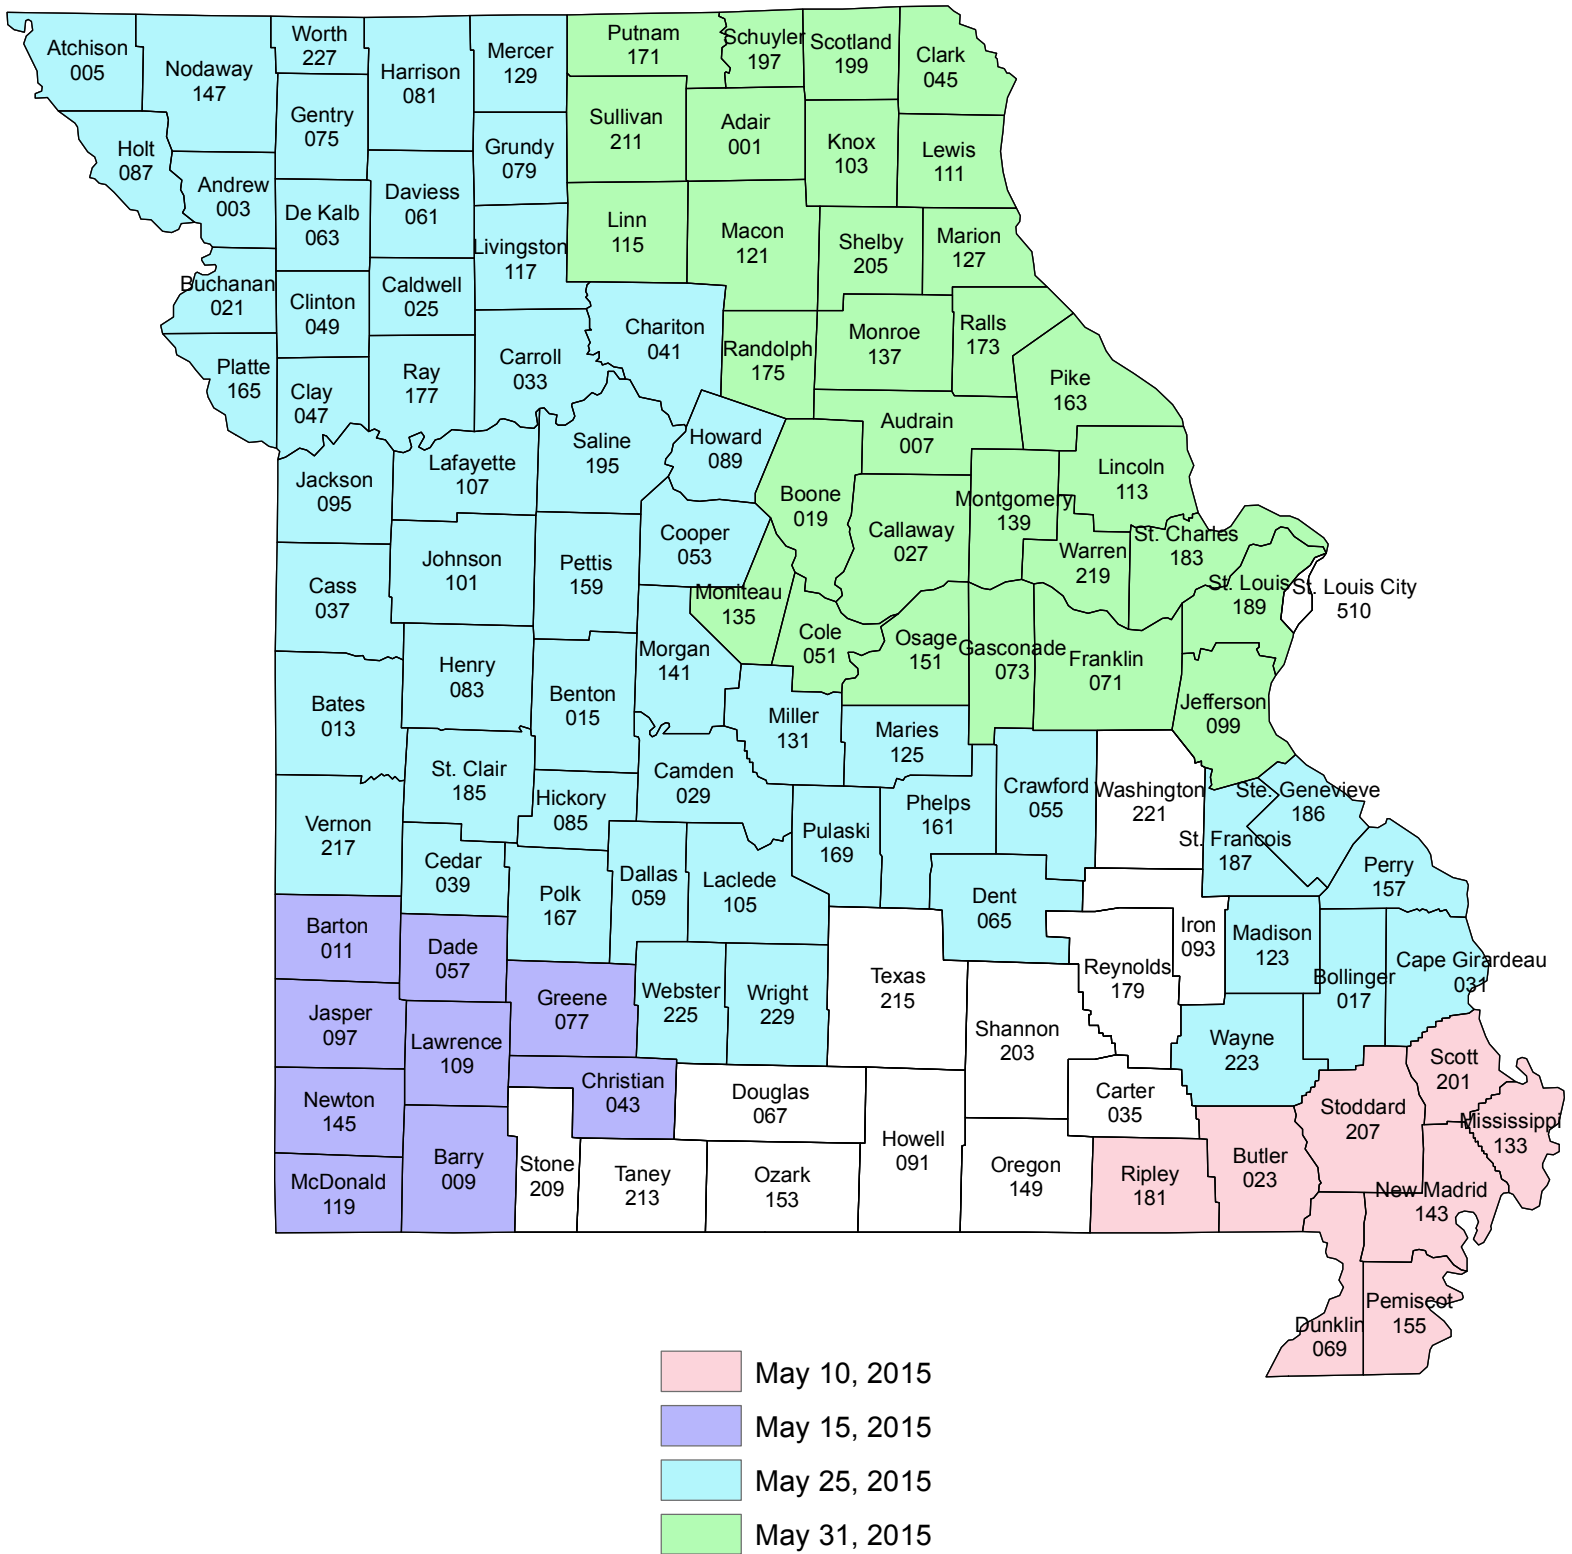 Atchison
005
Nodaway
147
Worth
227
Harrison
081
Mercer
129
Putnam
171
Schuyler
197
Scotland
199
Clark
045
Holt
087
Andrew
003
Gentry
075
De Kalb
063
Daviess
061
Grundy
079
Sullivan
211
Adair
001
Knox
103
Lewis
111
Buchanan
021
Clinton
049
Caldwell
025
Livingston
117
Linn
115
Macon
121
Shelby
205
Marion
127
Platte
165
Clay
047
Ray
177
Carroll
033
Chariton
041
Randolph
175
Monroe
137
Ralls
173
Pike
163
Jackson
095
Lafayette
107
Saline
195
Howard
089
Boone
019
Audrain
007
Callaway
027
Montgomery
139
Lincoln
113
Cass
037
Johnson
101
Pettis
159
Cooper
053
Moniteau
135
Cole
051
Osage
151
Gasconade
073
Warren
219
St. Charles
183
St. Louis
189
St. Louis City
510
Franklin
071
Jefferson
099
Bates
013
Henry
083
Benton
015
Morgan
141
Miller
131
Maries
125
Vernon
217
St. Clair
185
Hickory
085
Camden
029
Pulaski
169
Phelps
161
Crawford
055
Washington
221
Ste. Genevieve
186
St. Francois
187
Perry
157
Cedar
039
Polk
167
Dallas
059
Laclede
105
Dent
065
Iron
093
Madison
123
Bollinger
017
Cape Girardeau
031
Barton
011
Dade
057
Greene
077
Webster
225
Wright
229
Texas
215
Shannon
203
Reynolds
179
Wayne
223
Jasper
097
Lawrence
109
Christian
043
Douglas
067
Howell
091
Carter
035
Stoddard
207
Scott
201
Mississippi
133
Newton
145
McDonald
119
Barry
009
Stone
209
Taney
213
Ozark
153
Oregon
149
Ripley
181
Butler
023
New Madrid
143
Pemiscot
155
Dunklin
069
May 10, 2015
May 15, 2015
May 25, 2015
May 31, 2015